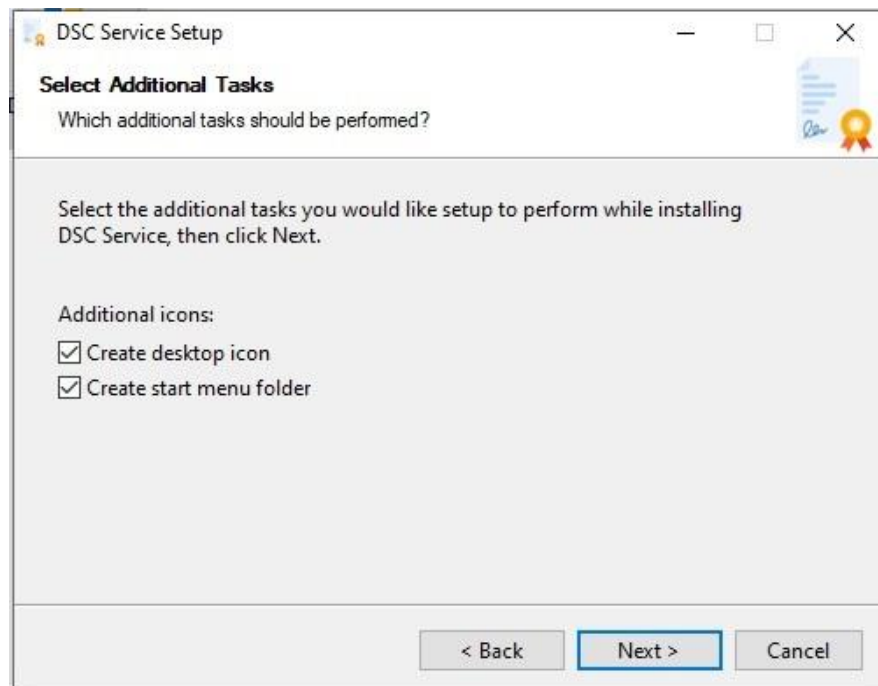 DSC Service Setup
Select Additional Tasks
Which additional tasks should be performed?
Select the additional tasks you would like setup to perform while installing
DSC Service, then click Next.
Additional icons:
Create desktop icon
Create start menu folder
< Back Next > Cancel